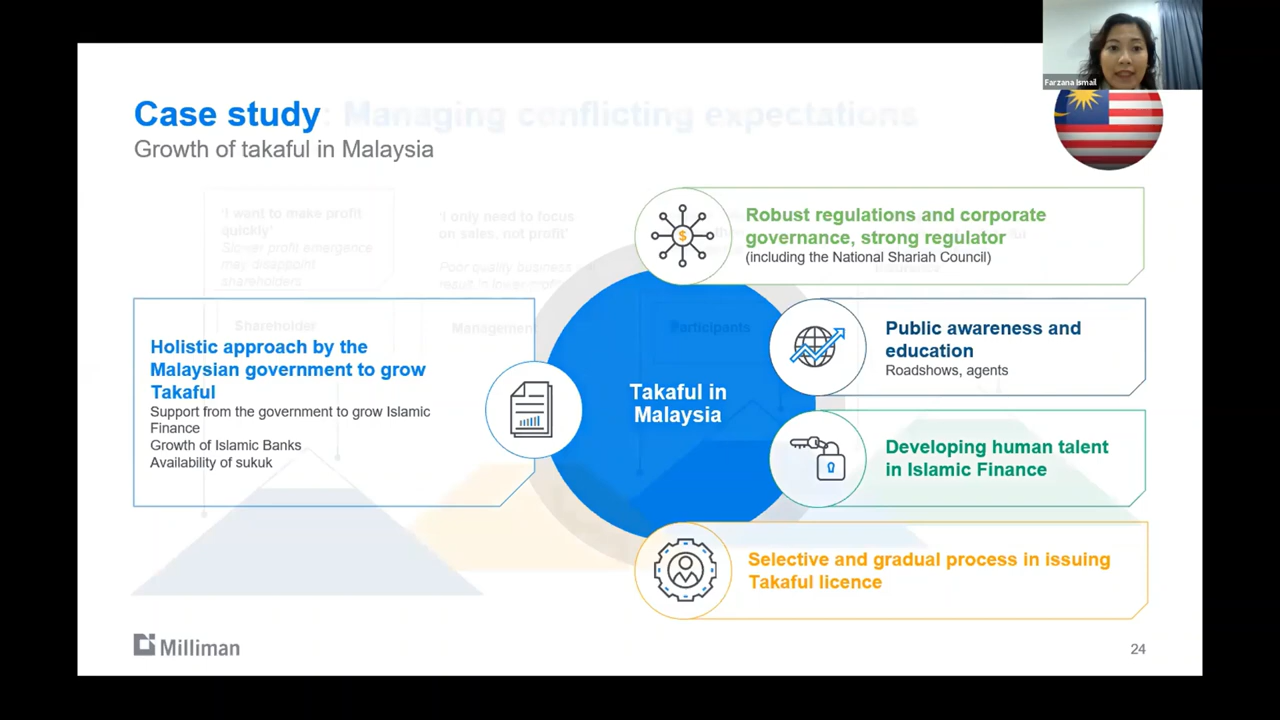 Farzana Ismail
Case study: Managing conflicting expectations
Growth of takaful in Malaysia
'I want to make profit
quickly'
Slower profit emergence
may disappoint
shareholders
'I only need to focus
on sales, not profit'
Poor quality business
result in lower profit
Robust regulations and corporate
governance, strong regulator
(including the National Shariah Council)
Shareholder
Management
Participants
Holistic approach by the
Malaysian government to grow
Takaful
Support from the government to grow Islamic
Finance
Growth of Islamic Banks
Availability of sukuk
Takaful in
Malaysia
Public awareness and
education
Roadshows, agents
Developing human talent
in Islamic Finance
Selective and gradual process in issuing
Takaful licence
$
Milliman
24